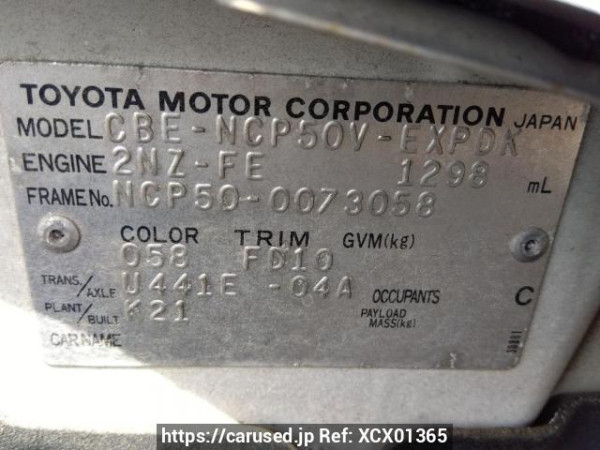 TOYOTA MOTOR CORPORATION JAPAN
MODEL CBE-NCP50V-EXPDK
ENGINE 2NZ-FE 1298 mL
FRAME No. NCP50-0073058
COLOR TRIM GVM(kg)
058 FD10
TRANS./AXLE U441E -04A OCCUPANTS C
PLANT/BUILT K21 PAYLOAD MASS(kg)
CAR NAME
https://carused.jp Ref: XCX01365